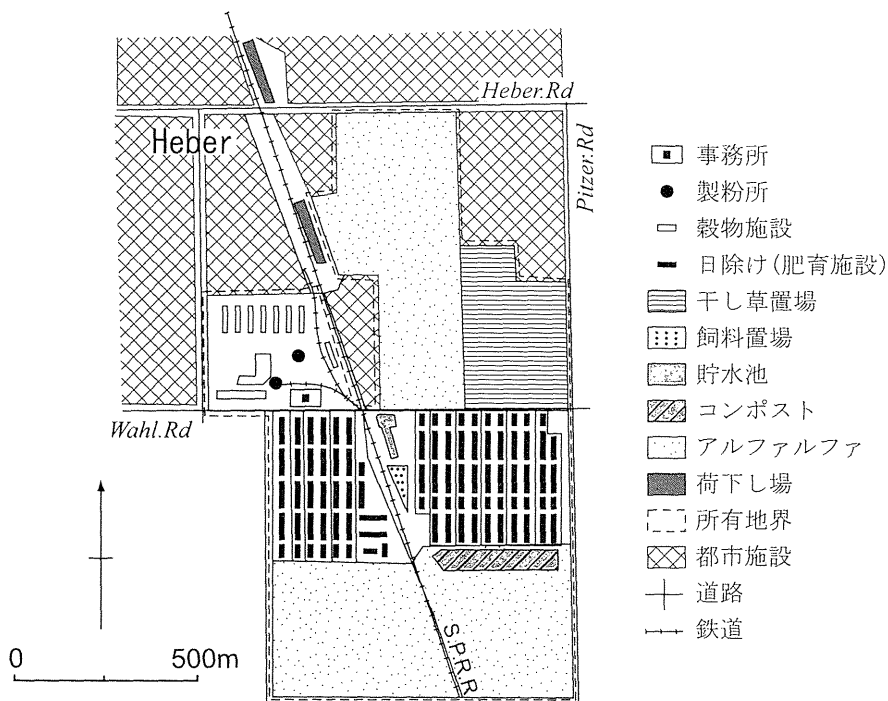 Heber.Rd
Heber
Pitzer.Rd
Wahl.Rd
S.P.R.R
0 500m
事務所
製粉所
穀物施設
日除け(肥育施設)
干し草置場
飼料置場
貯水池
コンポスト
アルファルファ
荷下し場
所有地界
都市施設
道路
鉄道